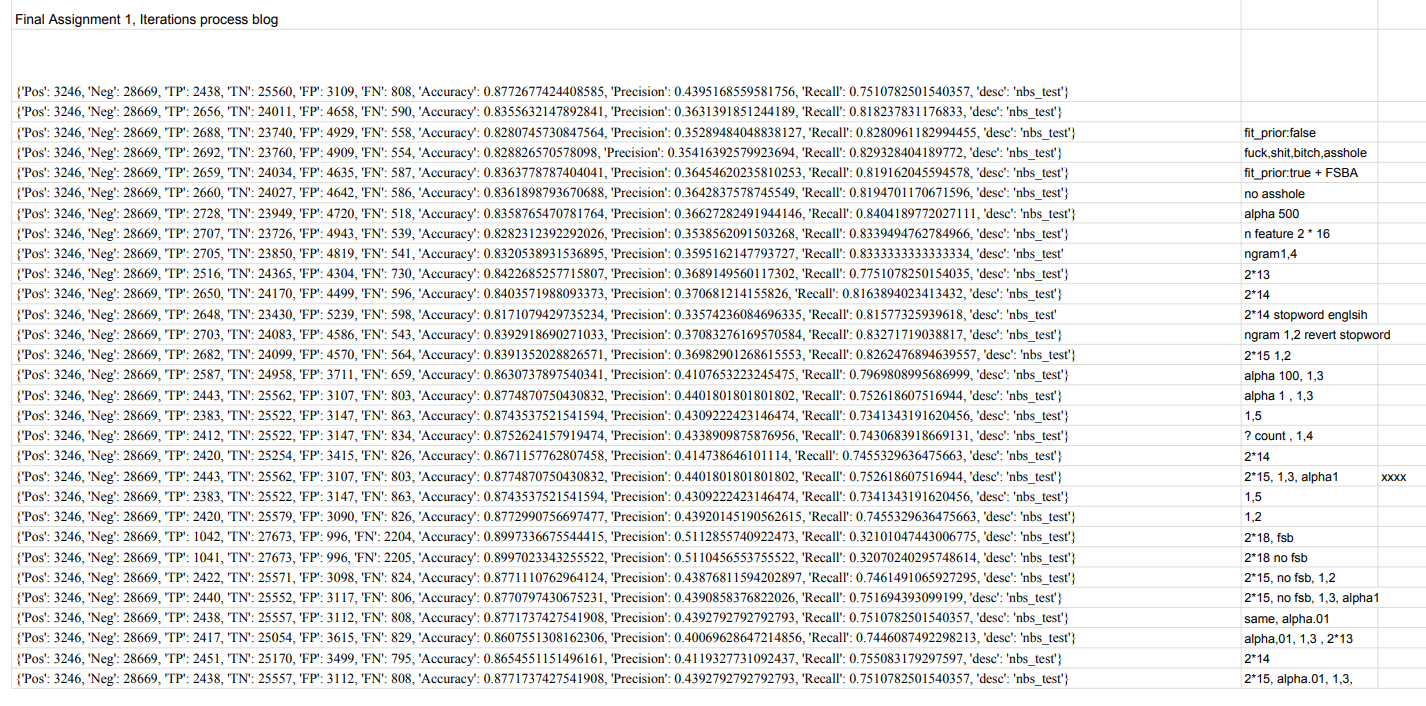 Final Assignment 1, Iterations process blog
{'Pos': 3246, 'Neg': 28669, 'TP': 2438, 'TN': 25560, 'FP': 3109, 'FN': 808, 'Accuracy': 0.8772677424408585, 'Precision': 0.4395168559581756, 'Recall': 0.7510782501540357, 'desc': 'nbs_test'}
{'Pos': 3246, 'Neg': 28669, 'TP': 2656, 'TN': 24011, 'FP': 4658, 'FN': 590, 'Accuracy': 0.8355632147892841, 'Precision': 0.3631391851244189, 'Recall': 0.818237831176833, 'desc': 'nbs_test'}
{'Pos': 3246, 'Neg': 28669, 'TP': 2688, 'TN': 23740, 'FP': 4929, 'FN': 558, 'Accuracy': 0.8280745730847564, 'Precision': 0.35289484048838127, 'Recall': 0.8280961182994455, 'desc': 'nbs_test'} fit_prior:false
{'Pos': 3246, 'Neg': 28669, 'TP': 2692, 'TN': 23760, 'FP': 4909, 'FN': 554, 'Accuracy': 0.828826570578098, 'Precision': 0.35416392579923694, 'Recall': 0.829328404189772, 'desc': 'nbs_test'} fuck,shit,bitch,asshole
{'Pos': 3246, 'Neg': 28669, 'TP': 2659, 'TN': 24034, 'FP': 4635, 'FN': 587, 'Accuracy': 0.8363778787404041, 'Precision': 0.36454620235810253, 'Recall': 0.819162045594578, 'desc': 'nbs_test'} fit_prior:true + FSBA
{'Pos': 3246, 'Neg': 28669, 'TP': 2660, 'TN': 24027, 'FP': 4642, 'FN': 586, 'Accuracy': 0.8361898793670688, 'Precision': 0.3642837578745549, 'Recall': 0.8194701170671596, 'desc': 'nbs_test'} no asshole
{'Pos': 3246, 'Neg': 28669, 'TP': 2728, 'TN': 23949, 'FP': 4720, 'FN': 518, 'Accuracy': 0.8358765470781764, 'Precision': 0.36627282491944146, 'Recall': 0.8404189772027111, 'desc': 'nbs_test'} alpha 500
{'Pos': 3246, 'Neg': 28669, 'TP': 2707, 'TN': 23726, 'FP': 4943, 'FN': 539, 'Accuracy': 0.8282312392292026, 'Precision': 0.3538562091503268, 'Recall': 0.8339494762784966, 'desc': 'nbs_test'} n feature 2 * 16
{'Pos': 3246, 'Neg': 28669, 'TP': 2705, 'TN': 23850, 'FP': 4819, 'FN': 541, 'Accuracy': 0.8320538931536895, 'Precision': 0.3595162147793727, 'Recall': 0.8333333333333334, 'desc': 'nbs_test' ngram1,4
{'Pos': 3246, 'Neg': 28669, 'TP': 2516, 'TN': 24365, 'FP': 4304, 'FN': 730, 'Accuracy': 0.8422685257715807, 'Precision': 0.3689149560117302, 'Recall': 0.7751078250154035, 'desc': 'nbs_test'} 2*13
{'Pos': 3246, 'Neg': 28669, 'TP': 2650, 'TN': 24170, 'FP': 4499, 'FN': 596, 'Accuracy': 0.8403571988093373, 'Precision': 0.370681214155826, 'Recall': 0.8163894023413432, 'desc': 'nbs_test'} 2*14
{'Pos': 3246, 'Neg': 28669, 'TP': 2648, 'TN': 23430, 'FP': 5239, 'FN': 598, 'Accuracy': 0.8171079429735234, 'Precision': 0.33574236084696335, 'Recall': 0.81577325939618, 'desc': 'nbs_test' 2*14 stopword englsih
{'Pos': 3246, 'Neg': 28669, 'TP': 2703, 'TN': 24083, 'FP': 4586, 'FN': 543, 'Accuracy': 0.8392918690271033, 'Precision': 0.37083276169570584, 'Recall': 0.83271719038817, 'desc': 'nbs_test'} ngram 1,2 revert stopword
{'Pos': 3246, 'Neg': 28669, 'TP': 2682, 'TN': 24099, 'FP': 4570, 'FN': 564, 'Accuracy': 0.8391352028826571, 'Precision': 0.36982901268615553, 'Recall': 0.8262476894639557, 'desc': 'nbs_test'} 2*15 1,2
{'Pos': 3246, 'Neg': 28669, 'TP': 2587, 'TN': 24958, 'FP': 3711, 'FN': 659, 'Accuracy': 0.8630737897540341, 'Precision': 0.4107653223245475, 'Recall': 0.7969808995686999, 'desc': 'nbs_test'} alpha 100, 1,3
{'Pos': 3246, 'Neg': 28669, 'TP': 2443, 'TN': 25562, 'FP': 3107, 'FN': 803, 'Accuracy': 0.8774870750430832, 'Precision': 0.4401801801801802, 'Recall': 0.752618607516944, 'desc': 'nbs_test'} alpha 1 , 1,3
{'Pos': 3246, 'Neg': 28669, 'TP': 2383, 'TN': 25522, 'FP': 3147, 'FN': 863, 'Accuracy': 0.8743537521541594, 'Precision': 0.4309222423146474, 'Recall': 0.7341343191620456, 'desc': 'nbs_test'} 1,5
{'Pos': 3246, 'Neg': 28669, 'TP': 2412, 'TN': 25522, 'FP': 3147, 'FN': 834, 'Accuracy': 0.8752624157919474, 'Precision': 0.4338909875876956, 'Recall': 0.7430683918669131, 'desc': 'nbs_test'} ? count , 1,4
{'Pos': 3246, 'Neg': 28669, 'TP': 2420, 'TN': 25254, 'FP': 3415, 'FN': 826, 'Accuracy': 0.8671157762807458, 'Precision': 0.414738646101114, 'Recall': 0.7455329636475663, 'desc': 'nbs_test'} 2*14
{'Pos': 3246, 'Neg': 28669, 'TP': 2443, 'TN': 25562, 'FP': 3107, 'FN': 803, 'Accuracy': 0.8774870750430832, 'Precision': 0.4401801801801802, 'Recall': 0.752618607516944, 'desc': 'nbs_test'} 2*15, 1,3, alpha1 xxxx
{'Pos': 3246, 'Neg': 28669, 'TP': 2383, 'TN': 25522, 'FP': 3147, 'FN': 863, 'Accuracy': 0.8743537521541594, 'Precision': 0.4309222423146474, 'Recall': 0.7341343191620456, 'desc': 'nbs_test'} 1,5
{'Pos': 3246, 'Neg': 28669, 'TP': 2420, 'TN': 25579, 'FP': 3090, 'FN': 826, 'Accuracy': 0.8772990756697477, 'Precision': 0.43920145190562615, 'Recall': 0.7455329636475663, 'desc': 'nbs_test'} 1,2
{'Pos': 3246, 'Neg': 28669, 'TP': 1042, 'TN': 27673, 'FP': 996, 'FN': 2204, 'Accuracy': 0.8997336675544415, 'Precision': 0.5112855740922473, 'Recall': 0.32101047443006775, 'desc': 'nbs_test'} 2*18, fsb
{'Pos': 3246, 'Neg': 28669, 'TP': 1041, 'TN': 27673, 'FP': 996, 'FN': 2205, 'Accuracy': 0.8997023343255522, 'Precision': 0.5110456553755522, 'Recall': 0.32070240295748614, 'desc': 'nbs_test'} 2*18 no fsb
{'Pos': 3246, 'Neg': 28669, 'TP': 2422, 'TN': 25571, 'FP': 3098, 'FN': 824, 'Accuracy': 0.8771110762964124, 'Precision': 0.43876811594202897, 'Recall': 0.7461491065927295, 'desc': 'nbs_test'} 2*15, no fsb, 1,2
{'Pos': 3246, 'Neg': 28669, 'TP': 2440, 'TN': 25552, 'FP': 3117, 'FN': 806, 'Accuracy': 0.8770797430675231, 'Precision': 0.4390858376822026, 'Recall': 0.751694393099199, 'desc': 'nbs_test'} 2*15, no fsb, 1,3, alpha1
{'Pos': 3246, 'Neg': 28669, 'TP': 2438, 'TN': 25557, 'FP': 3112, 'FN': 808, 'Accuracy': 0.8771737427541908, 'Precision': 0.4392792792792793, 'Recall': 0.7510782501540357, 'desc': 'nbs_test'} same, alpha.01
{'Pos': 3246, 'Neg': 28669, 'TP': 2417, 'TN': 25054, 'FP': 3615, 'FN': 829, 'Accuracy': 0.8607551308162306, 'Precision': 0.40069628647214856, 'Recall': 0.7446087492298213, 'desc': 'nbs_test'} alpha,01, 1,3 , 2*13
{'Pos': 3246, 'Neg': 28669, 'TP': 2451, 'TN': 25170, 'FP': 3499, 'FN': 795, 'Accuracy': 0.8654551151496161, 'Precision': 0.4119327731092437, 'Recall': 0.755083179297597, 'desc': 'nbs_test'} 2*14
{'Pos': 3246, 'Neg': 28669, 'TP': 2438, 'TN': 25557, 'FP': 3112, 'FN': 808, 'Accuracy': 0.8771737427541908, 'Precision': 0.4392792792792793, 'Recall': 0.7510782501540357, 'desc': 'nbs_test'} 2*15, alpha.01, 1,3,